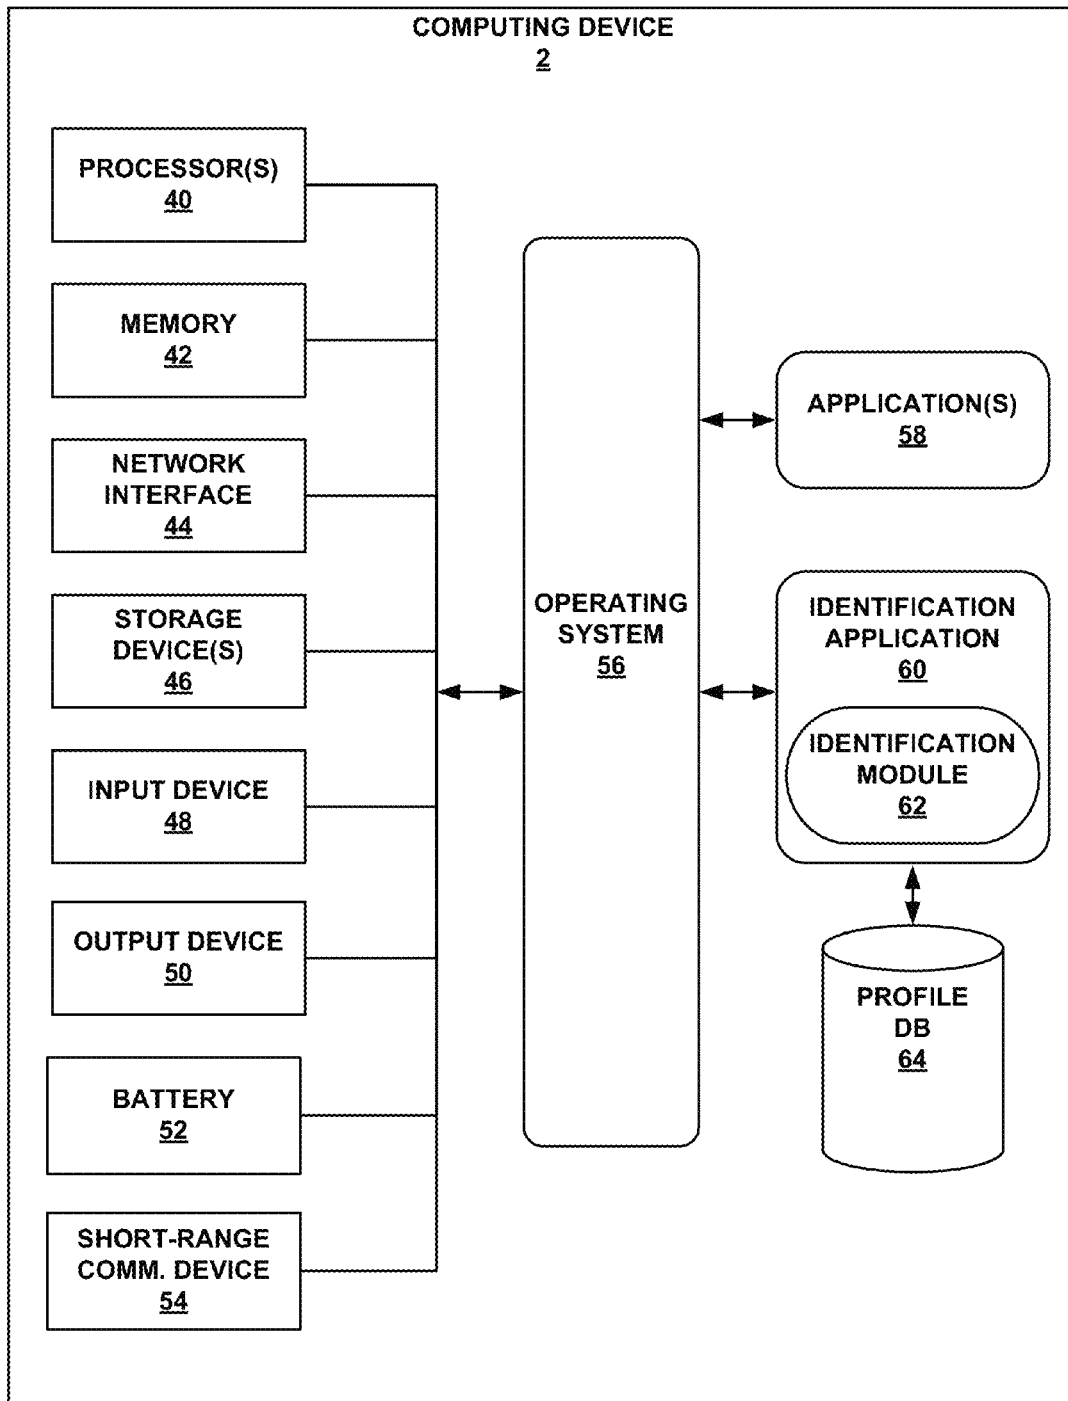 COMPUTING DEVICE
2
PROCESSOR(S)
40
MEMORY
42
NETWORK
INTERFACE
44
STORAGE
DEVICE(S)
46
INPUT DEVICE
48
OUTPUT DEVICE
50
BATTERY
52
SHORT-RANGE
COMM. DEVICE
54
OPERATING
SYSTEM
56
APPLICATION(S)
58
IDENTIFICATION
APPLICATION
60
IDENTIFICATION
MODULE
62
PROFILE
DB
64